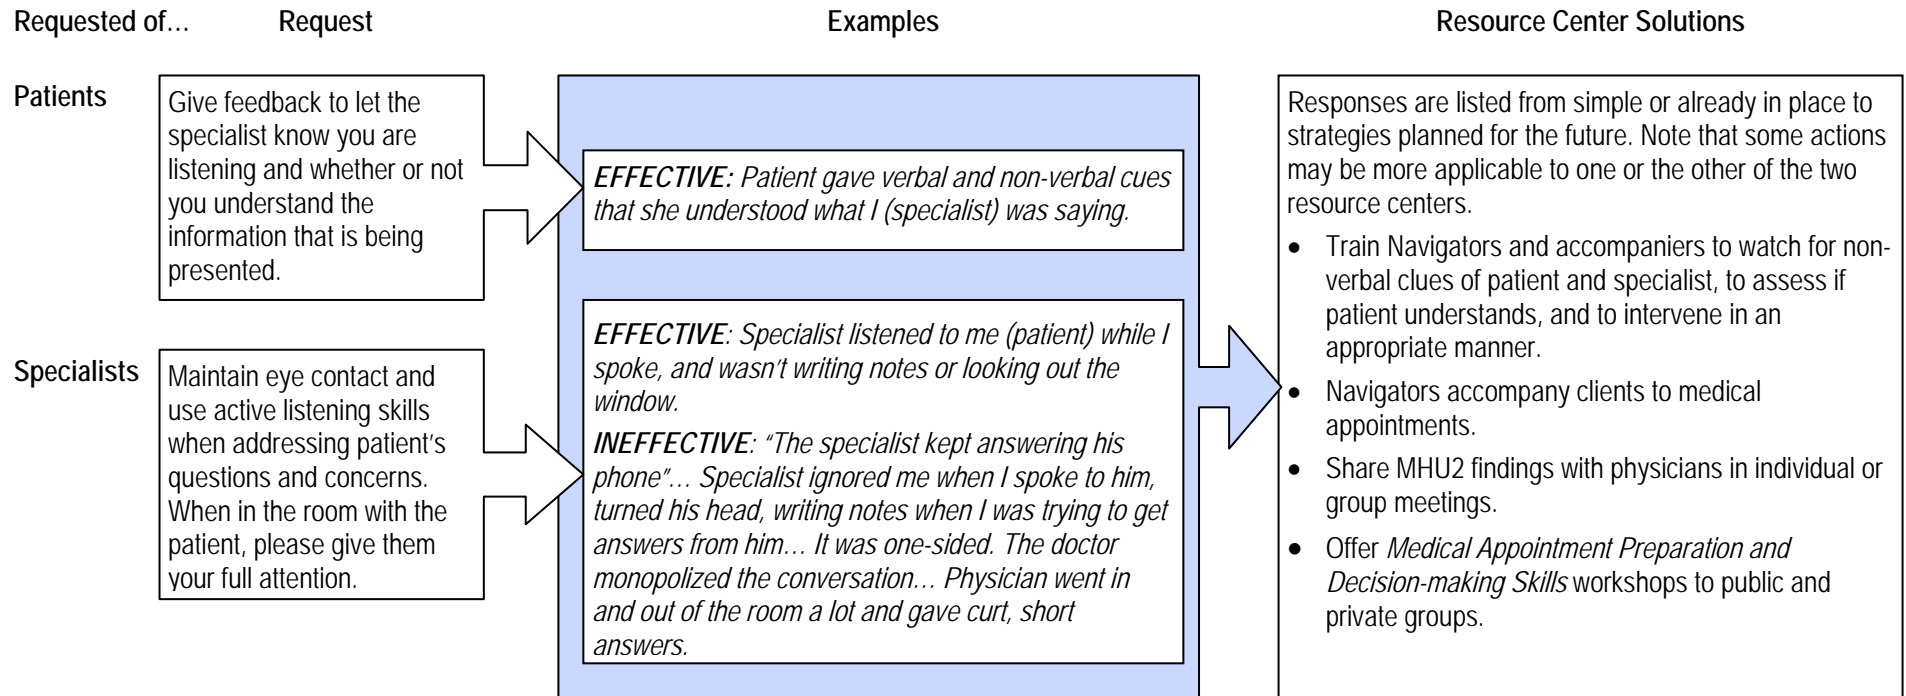 Requested of… Request Examples Resource Center Solutions
Patients
Give feedback to let the
specialist know you are
listening and whether or not
you understand the
information that is being
presented.
EFFECTIVE: Patient gave verbal and non-verbal cues
that she understood what I (specialist) was saying.
Specialists
Maintain eye contact and
use active listening skills
when addressing patient’s
questions and concerns.
When in the room with the
patient, please give them
your full attention.
EFFECTIVE: Specialist listened to me (patient) while I
spoke, and wasn’t writing notes or looking out the
window.
INEFFECTIVE: “The specialist kept answering his
phone”… Specialist ignored me when I spoke to him,
turned his head, writing notes when I was trying to get
answers from him… It was one-sided. The doctor
monopolized the conversation… Physician went in
and out of the room a lot and gave curt, short
answers.
Responses are listed from simple or already in place to
strategies planned for the future. Note that some actions
may be more applicable to one or the other of the two
resource centers.
• Train Navigators and accompaniers to watch for non-
verbal clues of patient and specialist, to assess if
patient understands, and to intervene in an
appropriate manner.
• Navigators accompany clients to medical
appointments.
• Share MHU2 findings with physicians in individual or
group meetings.
• Offer Medical Appointment Preparation and
Decision-making Skills workshops to public and
private groups.